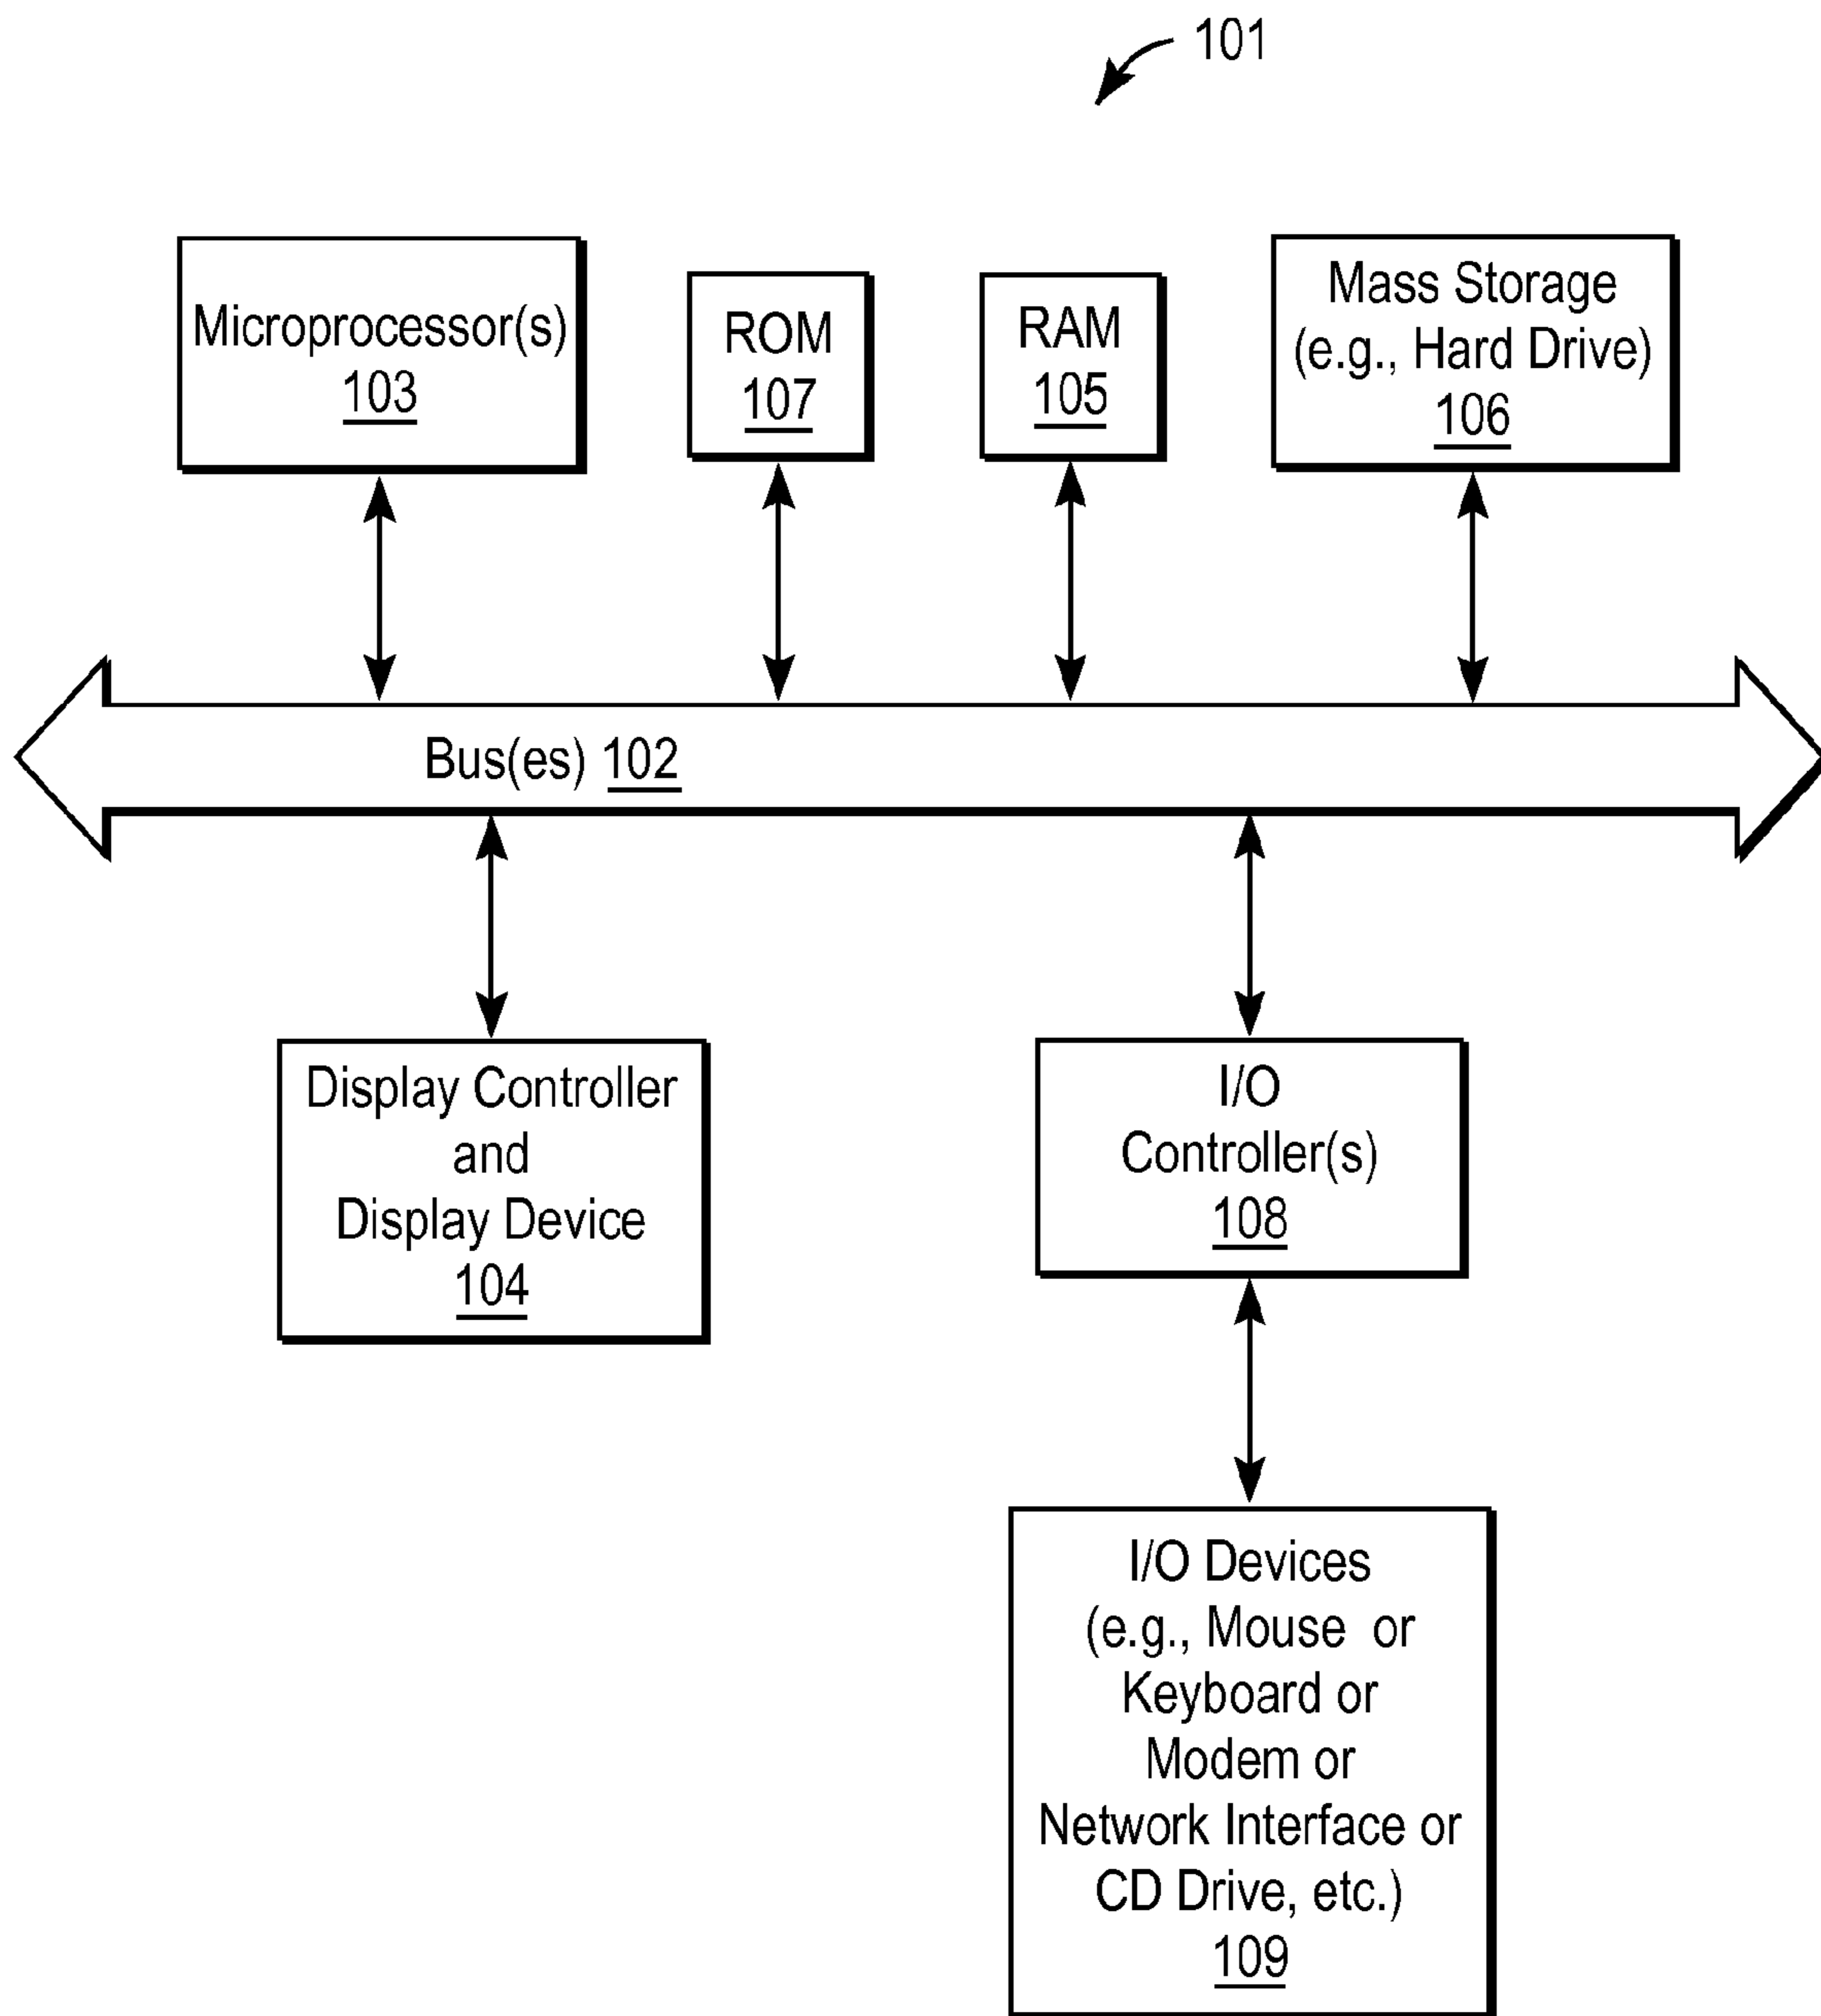 101
Microprocessor(s)
103
ROM
107
RAM
105
Mass Storage
(e.g., Hard Drive)
106
Bus(es) 102
Display Controller
and
Display Device
104
I/O
Controller(s)
108
I/O Devices
(e.g., Mouse or
Keyboard or
Modem or
Network Interface or
CD Drive, etc.)
109